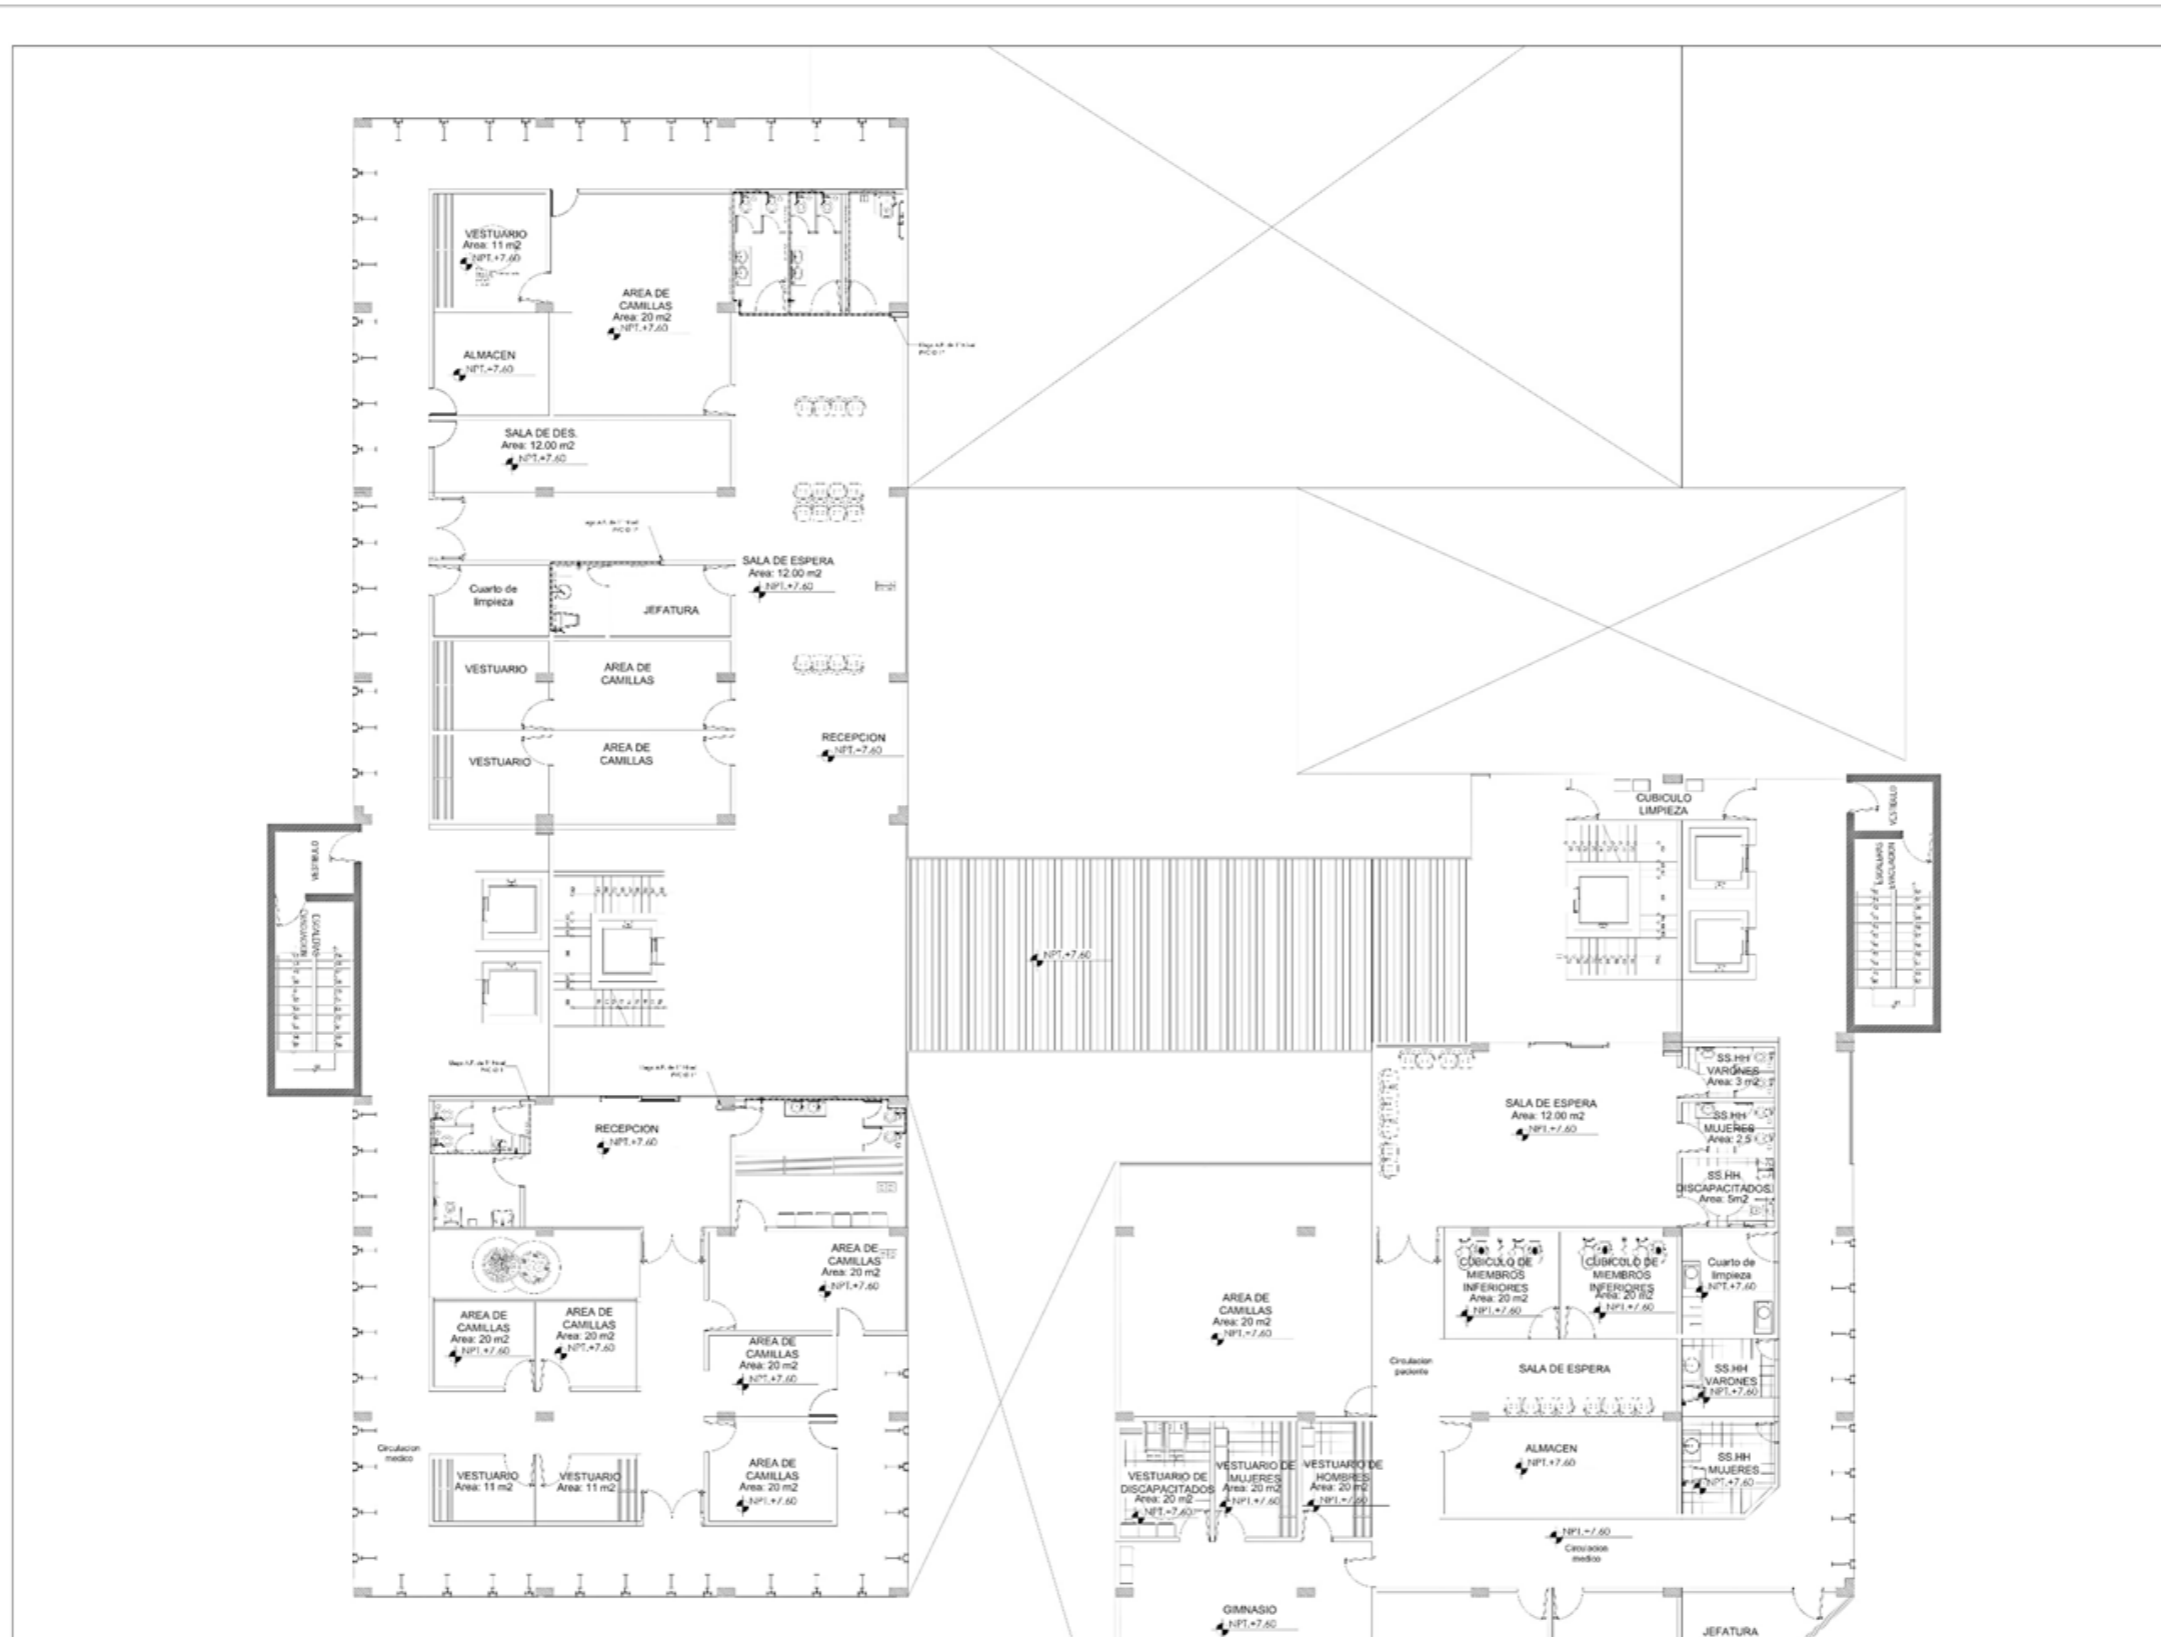 VESTUARIO
Area: 11 m2
NPT.+7.60
AREA DE
CAMILLAS
Area: 20 m2
NPT.+7.60
ALMACEN
NPT.+7.60
SALA DE DES.
Area: 12.00 m2
NPT.+7.60
SALA DE ESPERA
Area: 12.00 m2
NPT.+7.60
Cuarto de
limpieza
JEFATURA
VESTUARIO
AREA DE
CAMILLAS
RECEPCION
NPT.+7.60
VESTUARIO
AREA DE
CAMILLAS
VESTIBULO
NPT.+7.60
CUBICULO
LIMPIEZA
VESTIBULO
ESCALERAS
EVACUACION
RECEPCION
NPT.+7.60
AREA DE
CAMILLAS
Area: 20 m2
NPT.+7.60
AREA DE
CAMILLAS
Area: 20 m2
NPT.+7.60
AREA DE
CAMILLAS
Area: 20 m2
NPT.+7.60
AREA DE
CAMILLAS
Area: 20 m2
NPT.+7.60
Circulacion
medico
VESTUARIO
Area: 11 m2
VESTUARIO
Area: 11 m2
AREA DE
CAMILLAS
Area: 20 m2
NPT.+7.60
SALA DE ESPERA
Area: 12.00 m2
NPT.+7.60
SS.HH
VARONES
Area: 3 m2
SS.HH
MUJERES
Area: 2.5
SS.HH
DISCAPACITADOS
Area: 5m2
AREA DE
CAMILLAS
Area: 20 m2
NPT.+7.60
CUBICULO DE
MIEMBROS
INFERIORES
Area: 20 m2
NPT.+7.60
CUBICULO DE
MIEMBROS
INFERIORES
Area: 20 m2
NPT.+7.60
Cuarto de
limpieza
NPT.+7.60
Circulacion
paciente
SALA DE ESPERA
SS.HH
VARONES
NPT.+7.60
ALMACEN
NPT.+7.60
SS.HH
MUJERES
NPT.+7.60
VESTUARIO DE
DISCAPACITADOS
Area: 20 m2
NPT.+7.60
VESTUARIO DE
MUJERES
Area: 20 m2
NPT.+7.60
VESTUARIO DE
HOMBRES
Area: 20 m2
NPT.+7.60
NPT.+7.60
Circulacion
medico
GIMNASIO
NPT.+7.60
JEFATURA